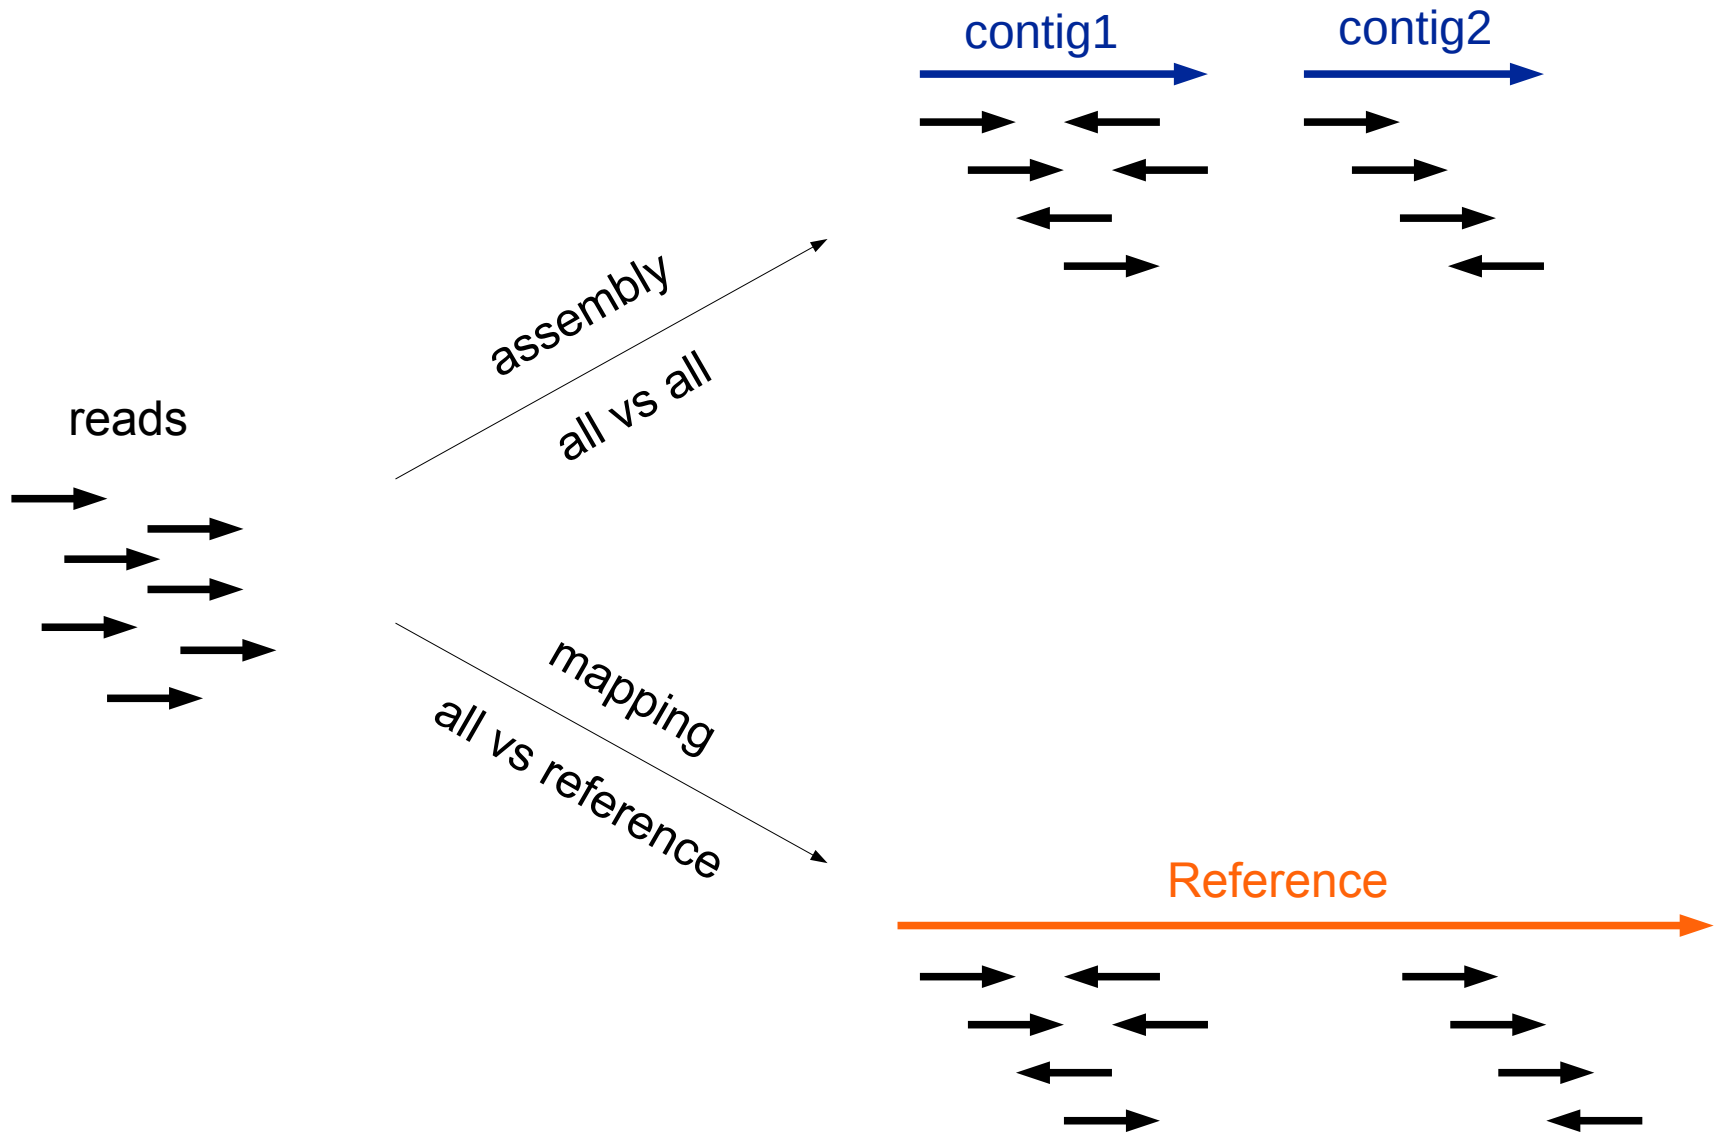 contig1
contig2
assembly
all vs all
reads
mapping
all vs reference
Reference